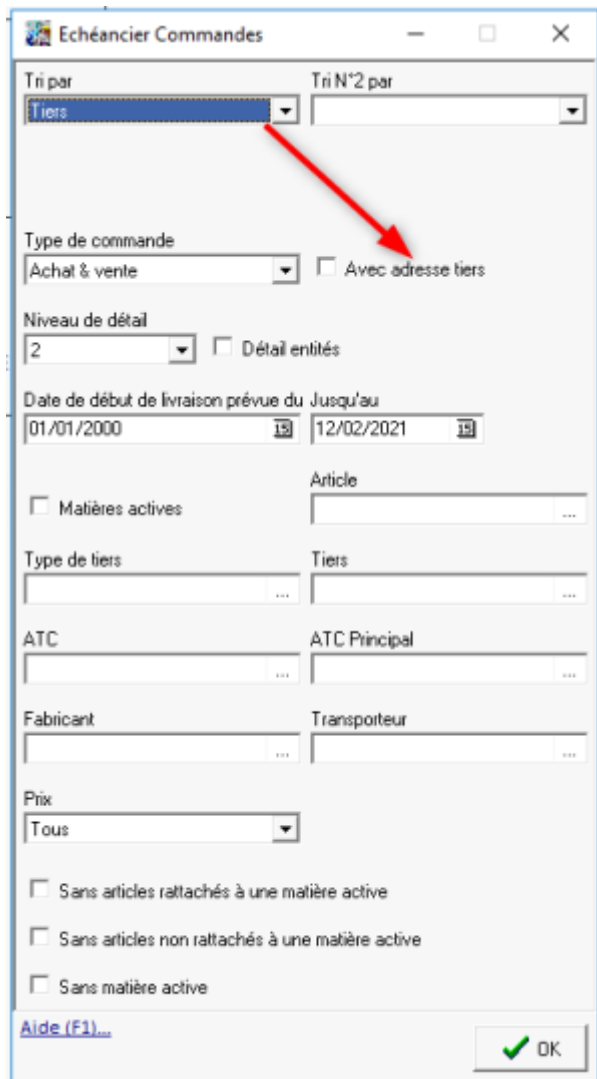 Echéancier Commandes
Tri par Tri N°2 par
Tiers
Type de commande
Achat & vente Avec adresse tiers
Niveau de détail
2 Détail entités
Date de début de livraison prévue du Jusqu'au
01/01/2000 15 12/02/2021 15
Article
Matières actives ...
Type de tiers Tiers
... ...
ATC ATC Principal
... ...
Fabricant Transporteur
... ...
Prix
Tous
Sans articles rattachés à une matière active
Sans articles non rattachés à une matière active
Sans matière active
Aide (F1)...
OK